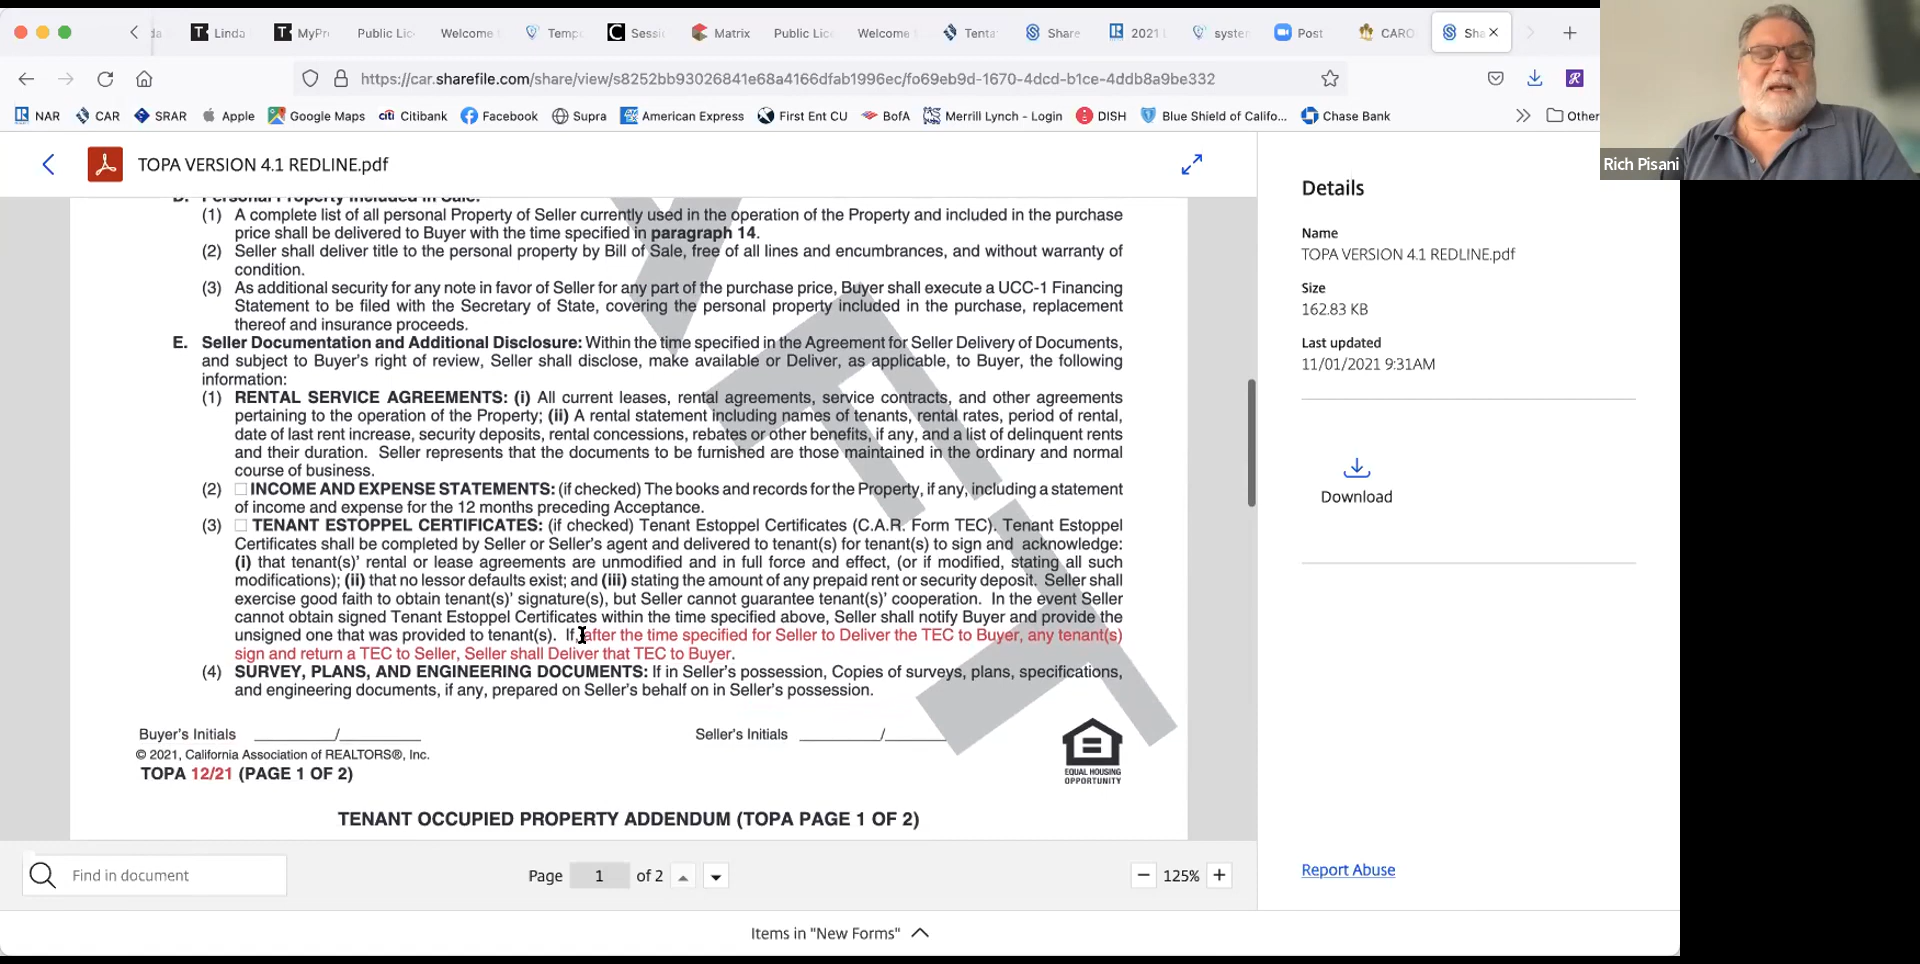 Linda
MyPr
Public Lic
Welcome
Temp
Sessi
Matrix
Public Lic
Welcome
Tenta
Share
2021
syster
Post
CARO
Sha
https://car.sharefile.com/share/view/s8252bb93026841e68a4166dfab1996ec/fo69eb9d-1670-4dcd-b1ce-4ddb8a9be332
NAR
CAR
SRAR
Apple
Google Maps
citi Citibank
Facebook
Supra
American Express
First Ent CU
BofA
Merrill Lynch - Login
DISH
Blue Shield of Califo...
Chase Bank
Other
Rich Pisani
TOPA VERSION 4.1 REDLINE.pdf
D. Personal Property Included in Sale:
(1) A complete list of all personal Property of Seller currently used in the operation of the Property and included in the purchase
price shall be delivered to Buyer with the time specified in paragraph 14.
(2) Seller shall deliver title to the personal property by Bill of Sale, free of all lines and encumbrances, and without warranty of
condition.
(3) As additional security for any note in favor of Seller for any part of the purchase price, Buyer shall execute a UCC-1 Financing
Statement to be filed with the Secretary of State, covering the personal property included in the purchase, replacement
thereof and insurance proceeds.
E. Seller Documentation and Additional Disclosure: Within the time specified in the Agreement for Seller Delivery of Documents,
and subject to Buyer's right of review, Seller shall disclose, make available or Deliver, as applicable, to Buyer, the following
information:
(1) RENTAL SERVICE AGREEMENTS: (i) All current leases, rental agreements, service contracts, and other agreements
pertaining to the operation of the Property; (ii) A rental statement including names of tenants, rental rates, period of rental,
date of last rent increase, security deposits, rental concessions, rebates or other benefits, if any, and a list of delinquent rents
and their duration. Seller represents that the documents to be furnished are those maintained in the ordinary and normal
course of business.
(2) INCOME AND EXPENSE STATEMENTS: (if checked) The books and records for the Property, if any, including a statement
of income and expense for the 12 months preceding Acceptance.
(3) TENANT ESTOPPEL CERTIFICATES: (if checked) Tenant Estoppel Certificates (C.A.R. Form TEC). Tenant Estoppel
Certificates shall be completed by Seller or Seller's agent and delivered to tenant(s) for tenant(s) to sign and acknowledge:
(i) that tenant(s)' rental or lease agreements are unmodified and in full force and effect, (or if modified, stating all such
modifications); (ii) that no lessor defaults exist; and (iii) stating the amount of any prepaid rent or security deposit. Seller shall
exercise good faith to obtain tenant(s)' signature(s), but Seller cannot guarantee tenant(s)' cooperation. In the event Seller
cannot obtain signed Tenant Estoppel Certificates within the time specified above, Seller shall notify Buyer and provide the
unsigned one that was provided to tenant(s). If, after the time specified for Seller to Deliver the TEC to Buyer, any tenant(s)
sign and return a TEC to Seller, Seller shall Deliver that TEC to Buyer.
(4) SURVEY, PLANS, AND ENGINEERING DOCUMENTS: If in Seller's possession, Copies of surveys, plans, specifications,
and engineering documents, if any, prepared on Seller's behalf on in Seller's possession.
Buyer's Initials ________/________
Seller's Initials ________/________
© 2021, California Association of REALTORS®, Inc.
TOPA 12/21 (PAGE 1 OF 2)
EQUAL HOUSING
OPPORTUNITY
TENANT OCCUPIED PROPERTY ADDENDUM (TOPA PAGE 1 OF 2)
Find in document
Page 1 of 2
125%
Items in "New Forms"
Details
Name
TOPA VERSION 4.1 REDLINE.pdf
Size
162.83 KB
Last updated
11/01/2021 9:31AM
Download
Report Abuse